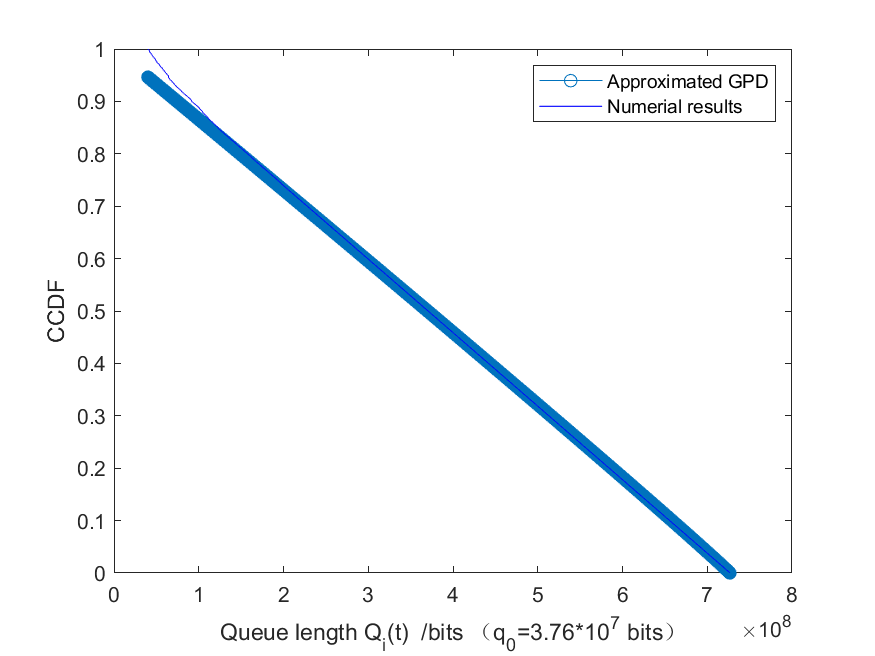 1
0.9
0.8
0.7
0.6
0.5
0.4
0.3
0.2
0.1
0
CCDF
Approximated GPD
Numerial results
0 1 2 3 4 5 6 7 8
×10^8
Queue length Q_i(t) /bits （q_0=3.76*10^7 bits）